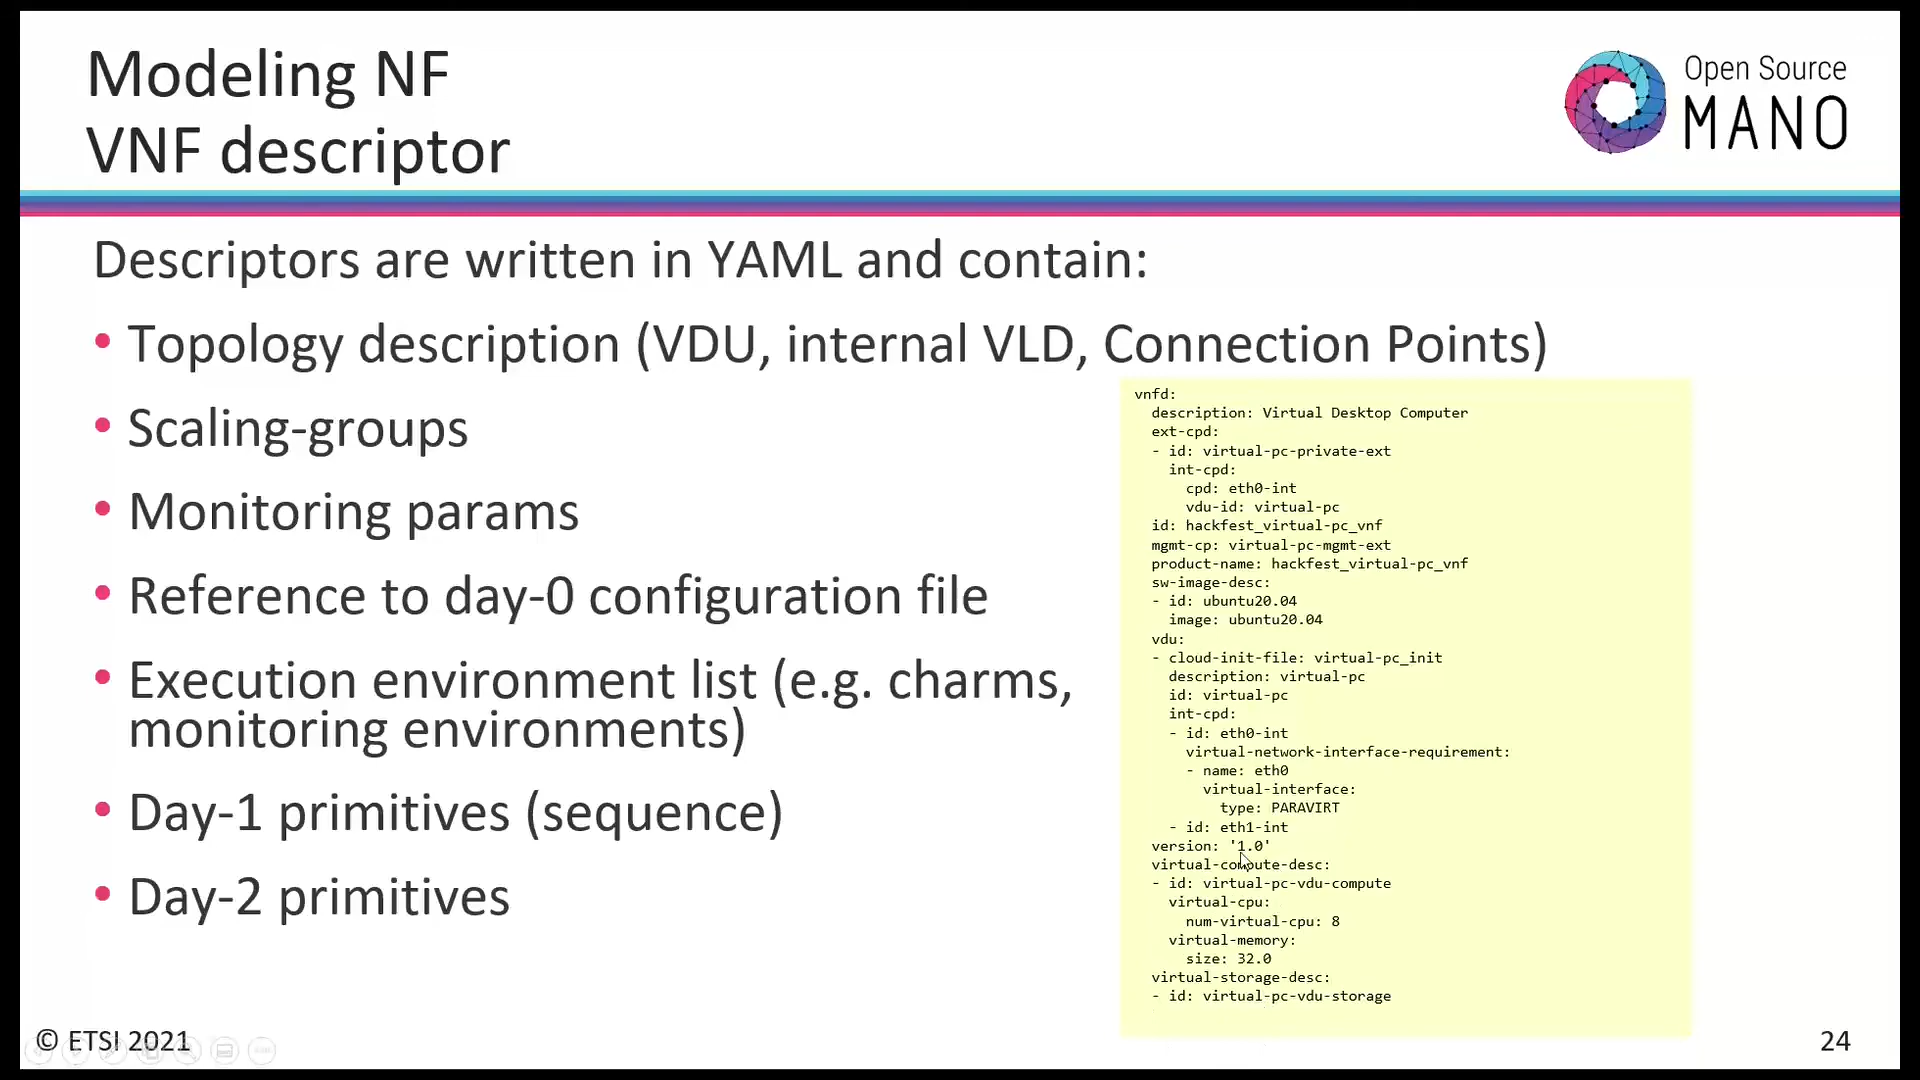 Modeling NF
VNF descriptor
Open Source
MANO
Descriptors are written in YAML and contain:
• Topology description (VDU, internal VLD, Connection Points)
• Scaling-groups
• Monitoring params
• Reference to day-0 configuration file
• Execution environment list (e.g. charms,
monitoring environments)
• Day-1 primitives (sequence)
• Day-2 primitives
vnfd:
  description: Virtual Desktop Computer
  ext-cpd:
  - id: virtual-pc-private-ext
    int-cpd:
      cpd: eth0-int
      vdu-id: virtual-pc
  id: hackfest_virtual-pc_vnf
  mgmt-cp: virtual-pc-mgmt-ext
  product-name: hackfest_virtual-pc_vnf
  sw-image-desc:
  - id: ubuntu20.04
    image: ubuntu20.04
  vdu:
  - cloud-init-file: virtual-pc_init
    description: virtual-pc
    id: virtual-pc
    int-cpd:
    - id: eth0-int
      virtual-network-interface-requirement:
      - name: eth0
        virtual-interface:
          type: PARAVIRT
    - id: eth1-int
  version: '1.0'
  virtual-compute-desc:
  - id: virtual-pc-vdu-compute
    virtual-cpu:
      num-virtual-cpu: 8
    virtual-memory:
      size: 32.0
  virtual-storage-desc:
  - id: virtual-pc-vdu-storage
© ETSI 2021
24